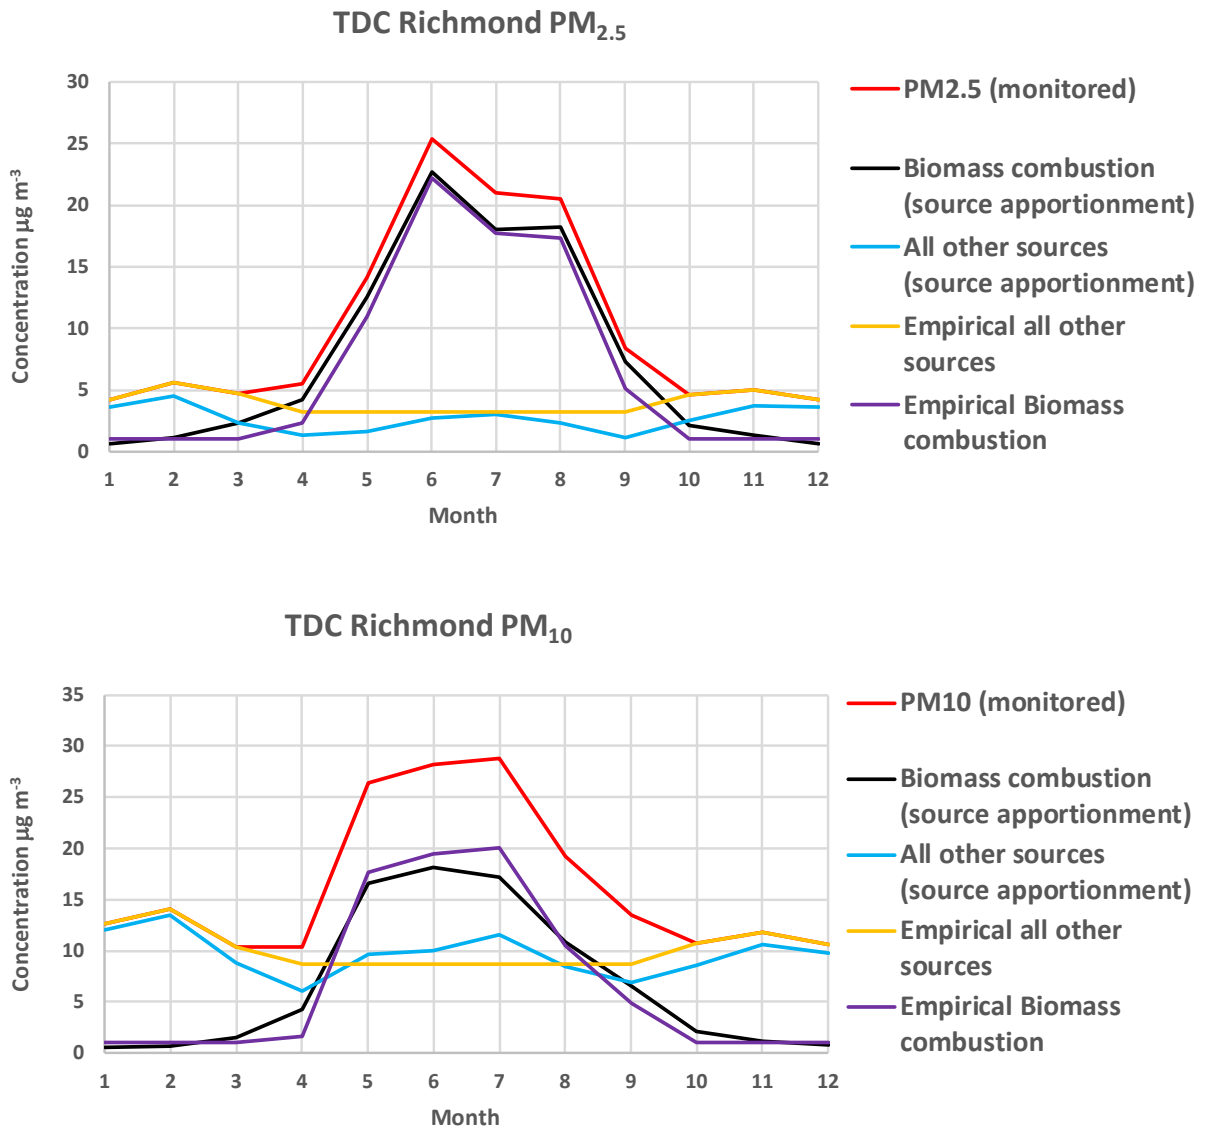 TDC Richmond PM2.5
30
25
20
15
10
5
0
Concentration µg m-3
1 2 3 4 5 6 7 8 9 10 11 12
Month
PM2.5 (monitored)
Biomass combustion
(source apportionment)
All other sources
(source apportionment)
Empirical all other
sources
Empirical Biomass
combustion
TDC Richmond PM10
35
30
25
20
15
10
5
0
Concentration µg m-3
1 2 3 4 5 6 7 8 9 10 11 12
Month
PM10 (monitored)
Biomass combustion
(source apportionment)
All other sources
(source apportionment)
Empirical all other
sources
Empirical Biomass
combustion